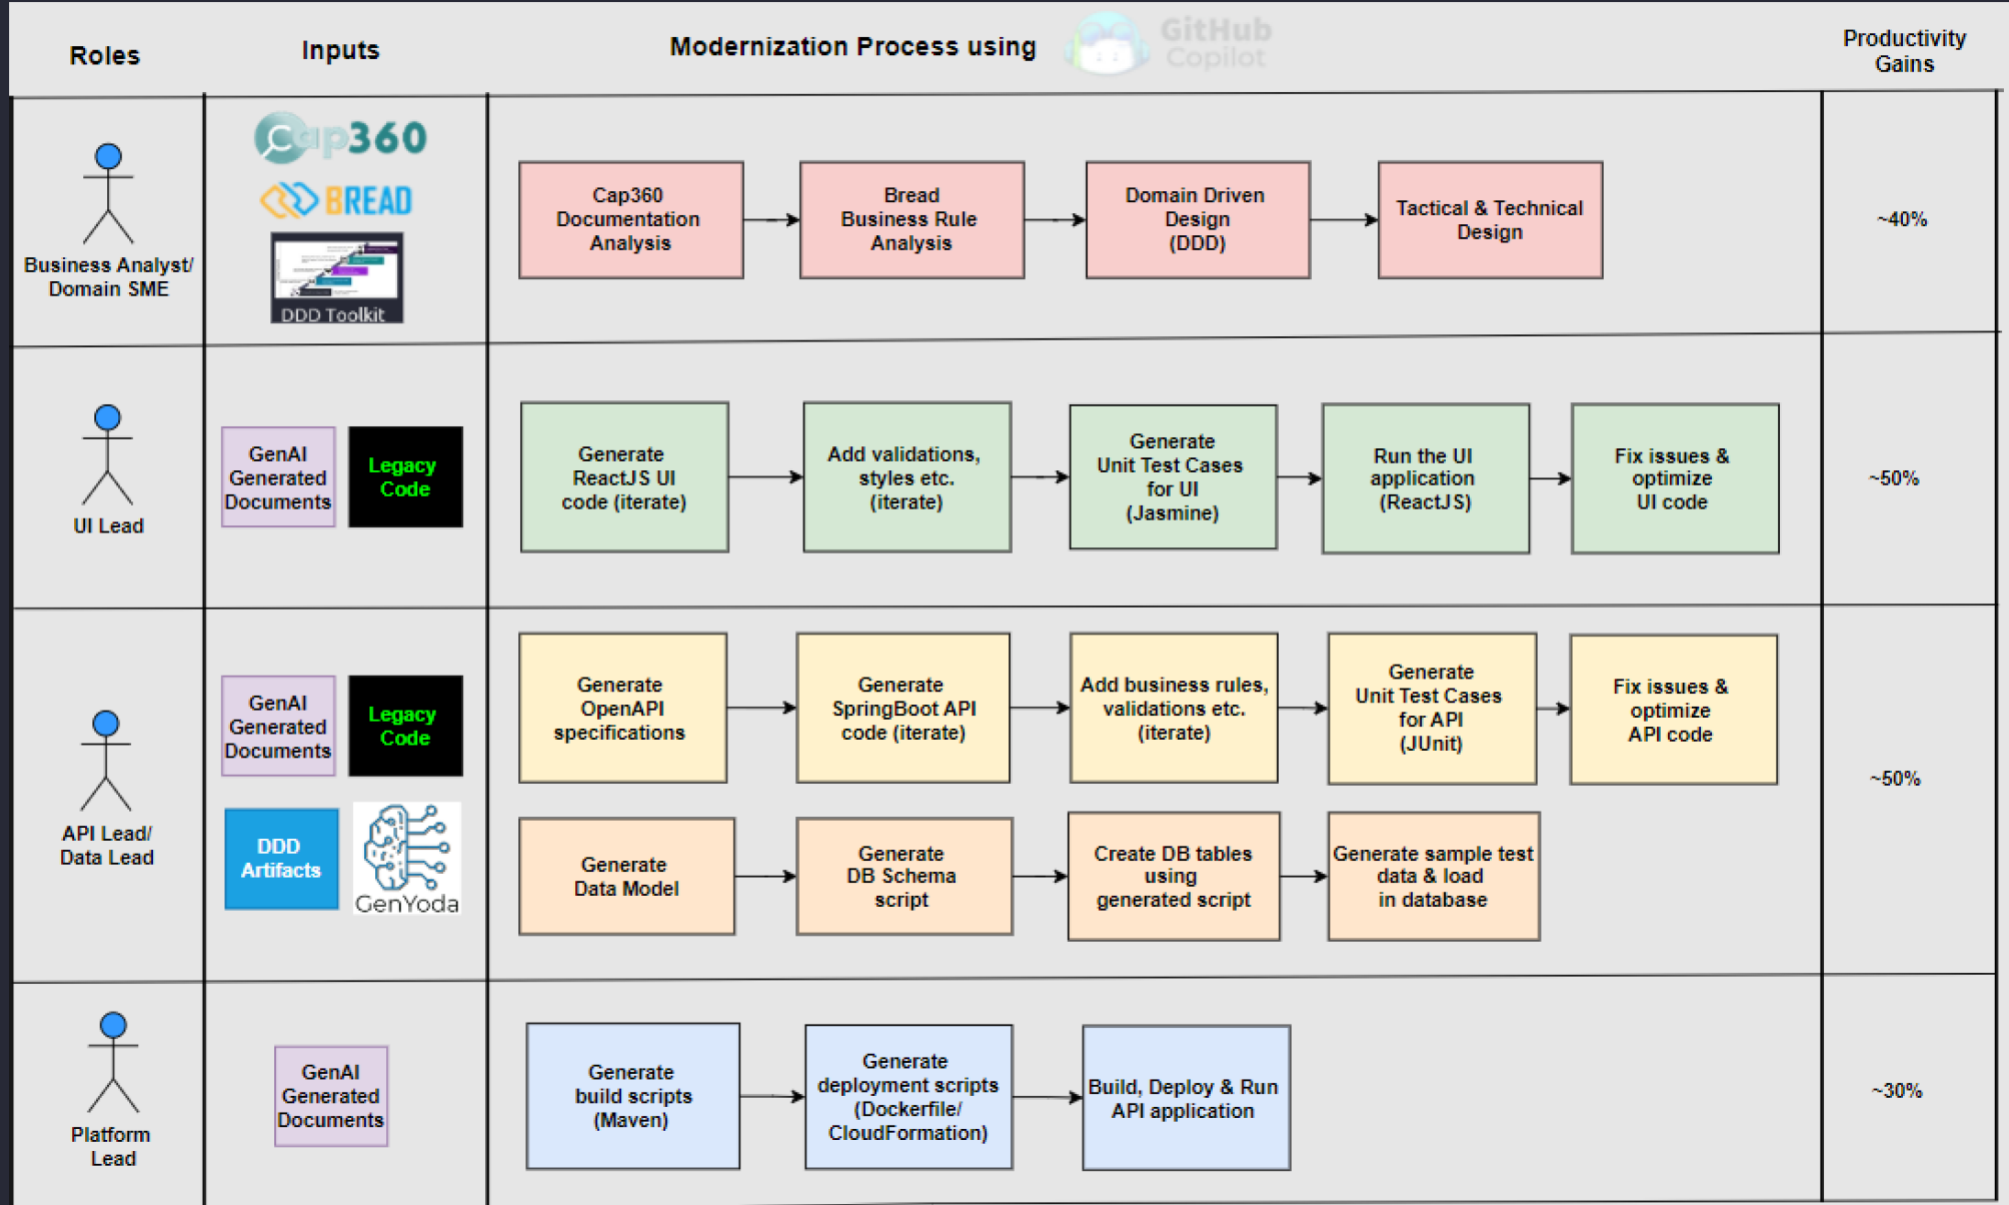 Roles
Inputs
Modernization Process using
GitHub
Copilot
Productivity
Gains
Business Analyst/
Domain SME
Cap360
BREAD
DDD Toolkit
Cap360
Documentation
Analysis
Bread
Business Rule
Analysis
Domain Driven
Design
(DDD)
Tactical & Technical
Design
~40%
UI Lead
GenAI
Generated
Documents
Legacy
Code
Generate
ReactJS UI
code (iterate)
Add validations,
styles etc.
(iterate)
Generate
Unit Test Cases
for UI
(Jasmine)
Run the UI
application
(ReactJS)
Fix issues &
optimize
UI code
~50%
API Lead/
Data Lead
GenAI
Generated
Documents
Legacy
Code
DDD
Artifacts
GenYoda
Generate
OpenAPI
specifications
Generate
SpringBoot API
code (iterate)
Add business rules,
validations etc.
(iterate)
Generate
Unit Test Cases
for API
(JUnit)
Fix issues &
optimize
API code
Generate
Data Model
Generate
DB Schema
script
Create DB tables
using
generated script
Generate sample test
data & load
in database
~50%
Platform
Lead
GenAI
Generated
Documents
Generate
build scripts
(Maven)
Generate
deployment scripts
(Dockerfile/
CloudFormation)
Build, Deploy & Run
API application
~30%